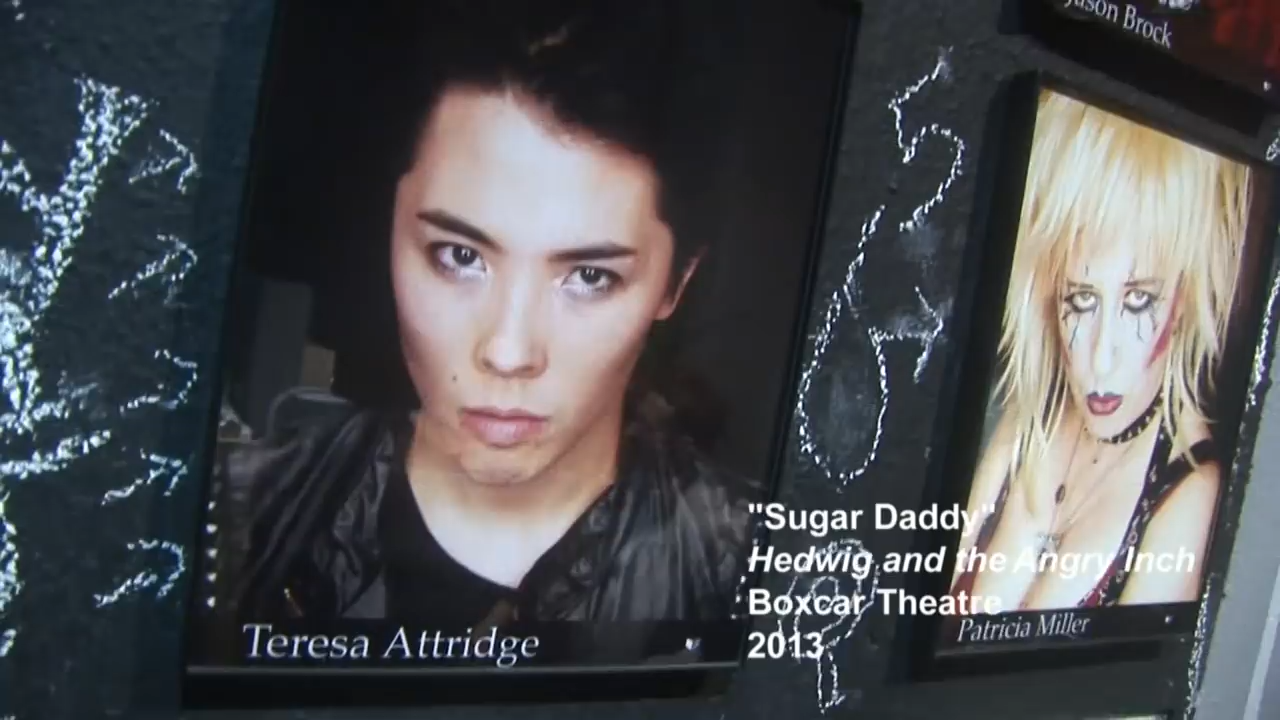 Jason Brock
Teresa Attridge
"Sugar Daddy"
Hedwig and the Angry Inch
Boxcar Theatre
2013
Patricia Miller